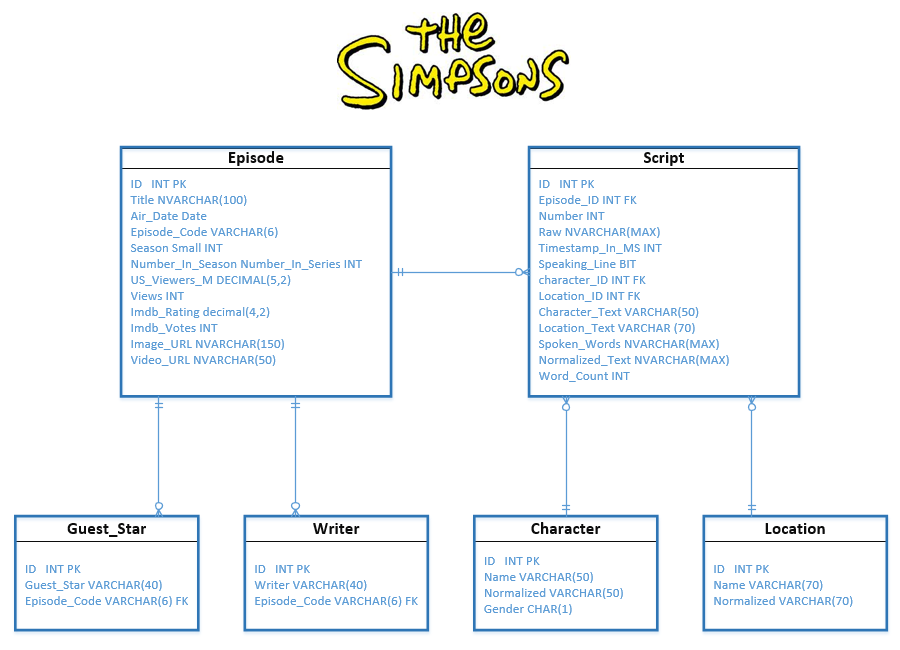 THE
SIMPSONS
Episode
ID INT PK
Title NVARCHAR(100)
Air_Date Date
Episode_Code VARCHAR(6)
Season Small INT
Number_In_Season Number_In_Series INT
US_Viewers_M DECIMAL(5,2)
Views INT
Imdb_Rating decimal(4,2)
Imdb_Votes INT
Image_URL NVARCHAR(150)
Video_URL NVARCHAR(50)
Script
ID INT PK
Episode_ID INT FK
Number INT
Raw NVARCHAR(MAX)
Timestamp_In_MS INT
Speaking_Line BIT
character_ID INT FK
Location_ID INT FK
Character_Text VARCHAR(50)
Location_Text VARCHAR (70)
Spoken_Words NVARCHAR(MAX)
Normalized_Text NVARCHAR(MAX)
Word_Count INT
Guest_Star
ID INT PK
Guest_Star VARCHAR(40)
Episode_Code VARCHAR(6) FK
Writer
ID INT PK
Writer VARCHAR(40)
Episode_Code VARCHAR(6) FK
Character
ID INT PK
Name VARCHAR(50)
Normalized VARCHAR(50)
Gender CHAR(1)
Location
ID INT PK
Name VARCHAR(70)
Normalized VARCHAR(70)